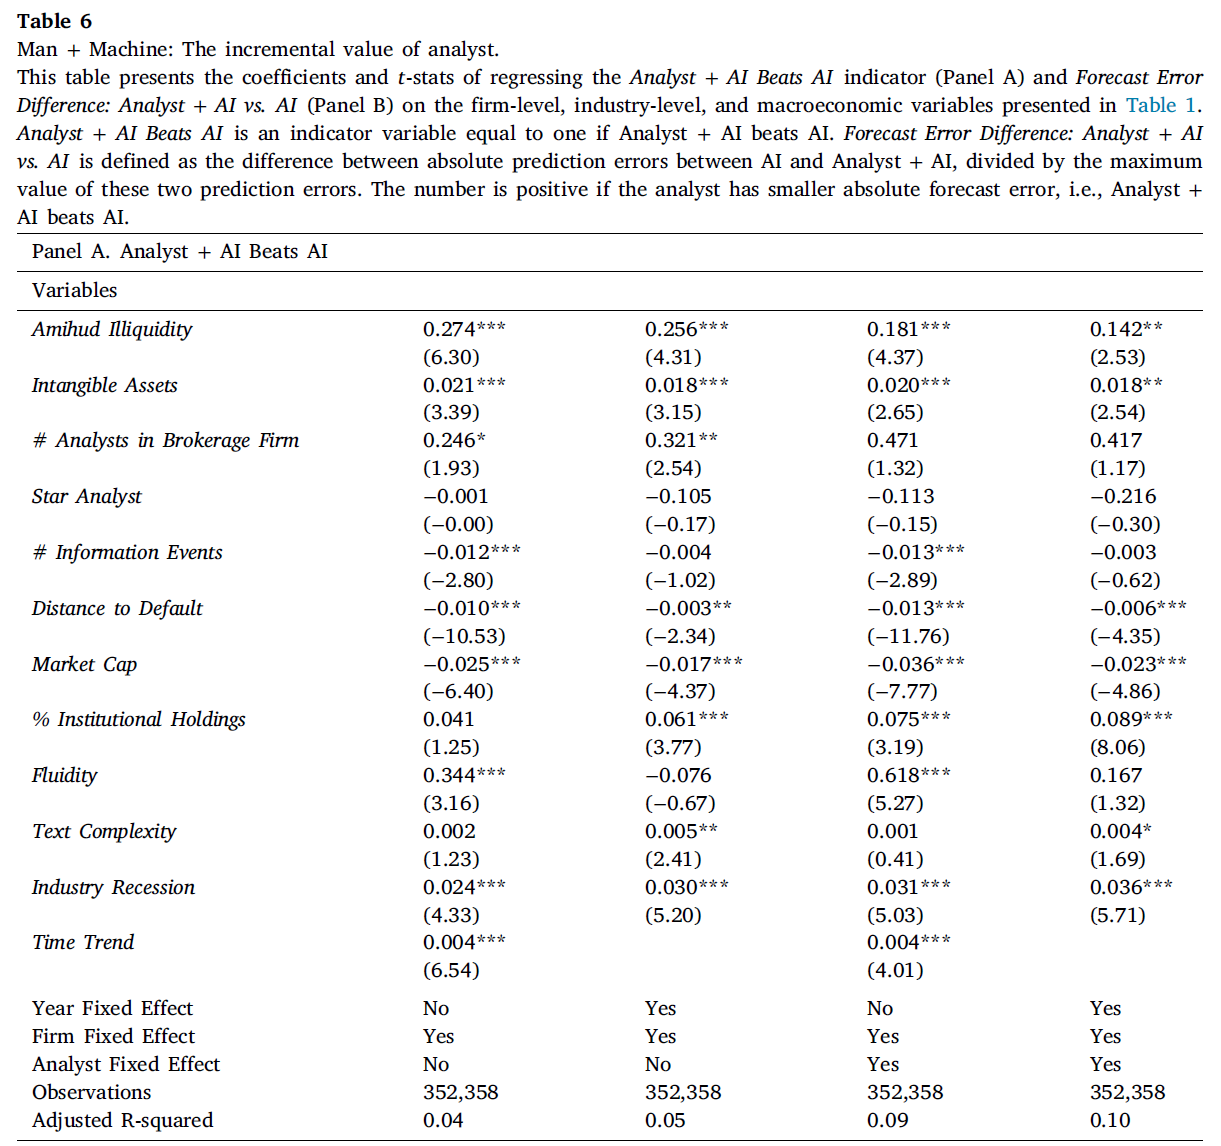 Table 6
Man + Machine: The incremental value of analyst.
This table presents the coefficients and t-stats of regressing the Analyst + AI Beats AI indicator (Panel A) and Forecast Error
Difference: Analyst + AI vs. AI (Panel B) on the firm-level, industry-level, and macroeconomic variables presented in Table 1.
Analyst + AI Beats AI is an indicator variable equal to one if Analyst + AI beats AI. Forecast Error Difference: Analyst + AI
vs. AI is defined as the difference between absolute prediction errors between AI and Analyst + AI, divided by the maximum
value of these two prediction errors. The number is positive if the analyst has smaller absolute forecast error, i.e., Analyst +
AI beats AI.
Panel A. Analyst + AI Beats AI
Variables
Amihud Illiquidity 0.274*** 0.256*** 0.181*** 0.142**
(6.30) (4.31) (4.37) (2.53)
Intangible Assets 0.021*** 0.018*** 0.020*** 0.018**
(3.39) (3.15) (2.65) (2.54)
# Analysts in Brokerage Firm 0.246* 0.321** 0.471 0.417
(1.93) (2.54) (1.32) (1.17)
Star Analyst −0.001 −0.105 −0.113 −0.216
(−0.00) (−0.17) (−0.15) (−0.30)
# Information Events −0.012*** −0.004 −0.013*** −0.003
(−2.80) (−1.02) (−2.89) (−0.62)
Distance to Default −0.010*** −0.003** −0.013*** −0.006***
(−10.53) (−2.34) (−11.76) (−4.35)
Market Cap −0.025*** −0.017*** −0.036*** −0.023***
(−6.40) (−4.37) (−7.77) (−4.86)
% Institutional Holdings 0.041 0.061*** 0.075*** 0.089***
(1.25) (3.77) (3.19) (8.06)
Fluidity 0.344*** −0.076 0.618*** 0.167
(3.16) (−0.67) (5.27) (1.32)
Text Complexity 0.002 0.005** 0.001 0.004*
(1.23) (2.41) (0.41) (1.69)
Industry Recession 0.024*** 0.030*** 0.031*** 0.036***
(4.33) (5.20) (5.03) (5.71)
Time Trend 0.004*** 0.004***
(6.54) (4.01)
Year Fixed Effect No Yes No Yes
Firm Fixed Effect Yes Yes Yes Yes
Analyst Fixed Effect No No Yes Yes
Observations 352,358 352,358 352,358 352,358
Adjusted R-squared 0.04 0.05 0.09 0.10